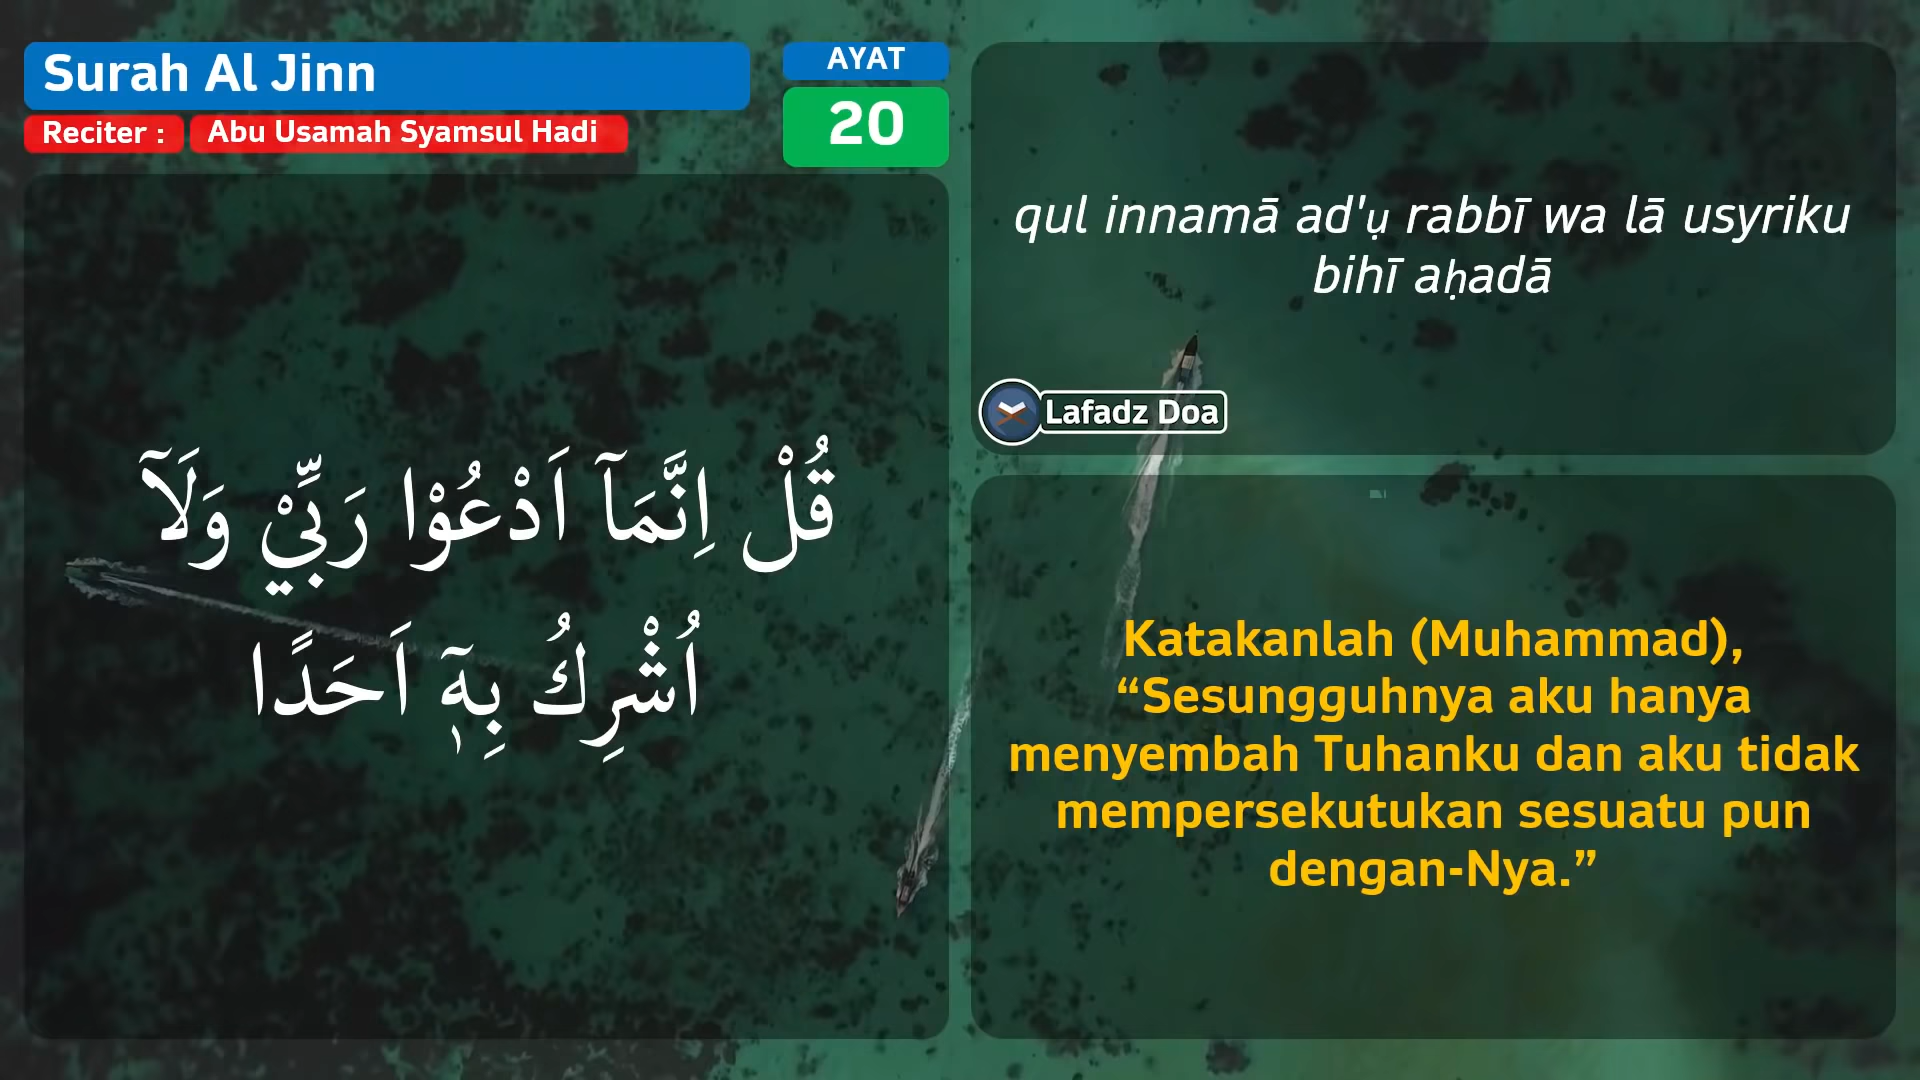 Surah Al Jinn
AYAT
20
Reciter :
Abu Usamah Syamsul Hadi
قُلْ اِنَّمَآ اَدْعُوْا رَبِّيْ وَلَآ
اُشْرِكُ بِهٖٓ اَحَدًا
qul innamā ad'ụ rabbī wa lā usyriku
bihī aḥadā
Lafadz Doa
Katakanlah (Muhammad),
“Sesungguhnya aku hanya
menyembah Tuhanku dan aku tidak
mempersekutukan sesuatu pun
dengan-Nya.”